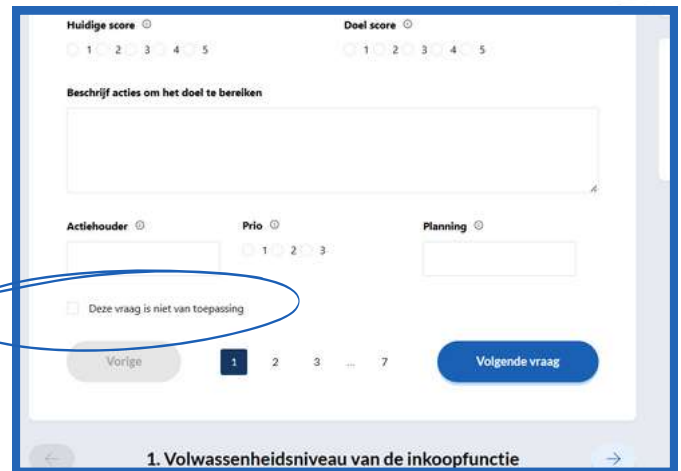 Huidige score Doel score
1 2 3 4 5 1 2 3 4 5
Beschrijf acties om het doel te bereiken
Actiehouder Prio Planning
1 2 3
Deze vraag is niet van toepassing
Vorige 1 2 3 ... 7 Volgende vraag
← 1. Volwassenheidsniveau van de inkoopfunctie →